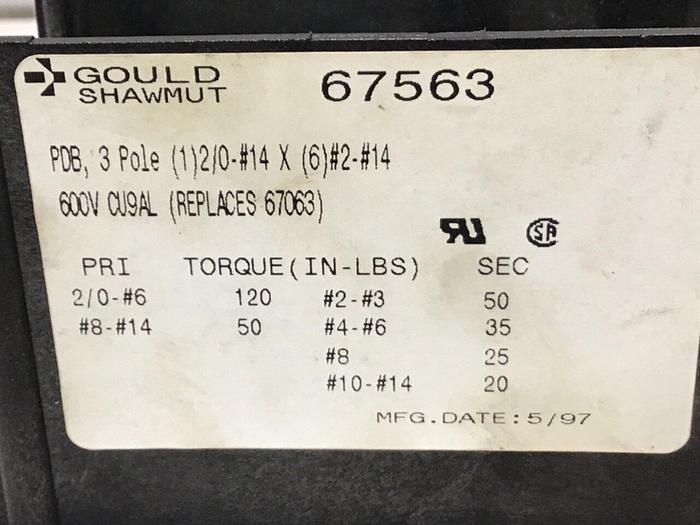 GOULD
SHAWMUT
67563
PDB, 3 Pole (1)2/0-#14 X (6)#2-#14
600V CU9AL (REPLACES 67063)
PRI TORQUE(IN-LBS) SEC
2/0-#6 120 #2-#3 50
#8-#14 50 #4-#6 35
#8 25
#10-#14 20
MFG.DATE:5/97